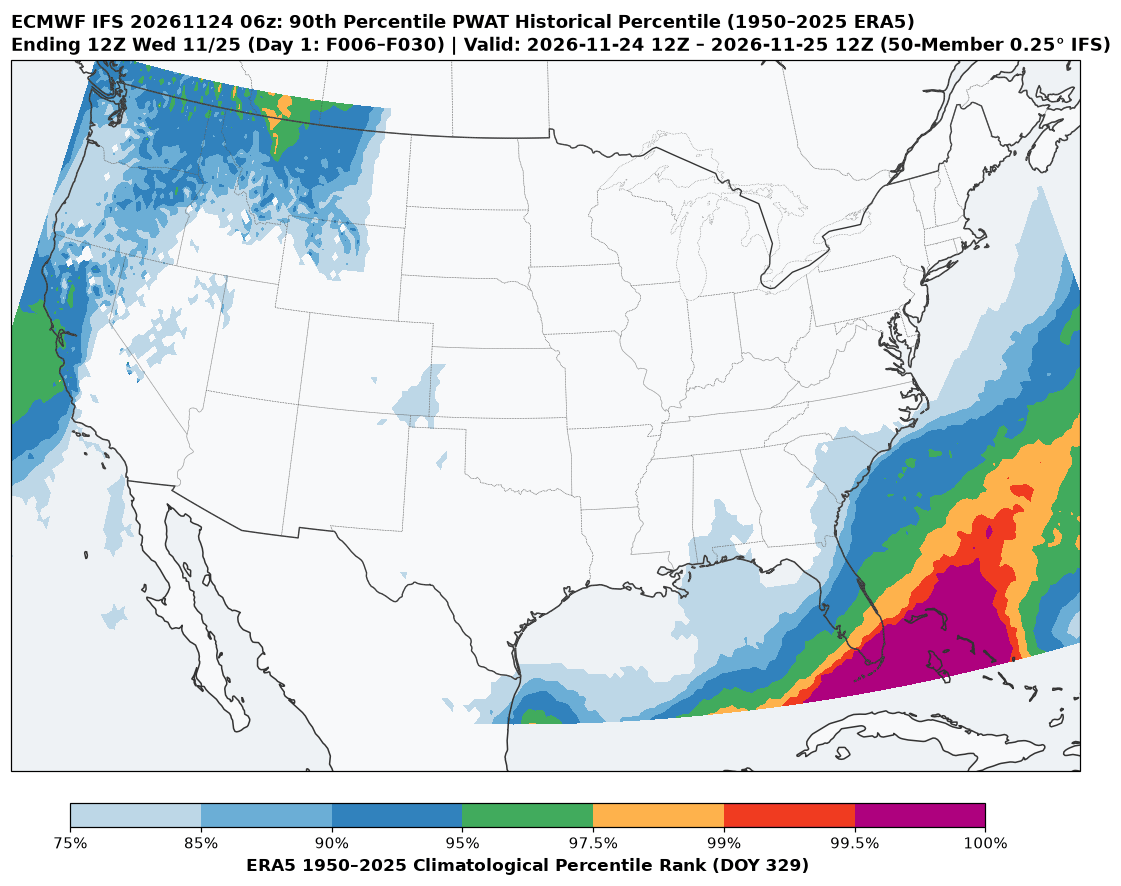 ECMWF IFS 20261124 06z: 90th Percentile PWAT Historical Percentile (1950–2025 ERA5)
Ending 12Z Wed 11/25 (Day 1: F006–F030) | Valid: 2026-11-24 12Z – 2026-11-25 12Z (50-Member 0.25° IFS)
75% 85% 90% 95% 97.5% 99% 99.5% 100%
ERA5 1950–2025 Climatological Percentile Rank (DOY 329)